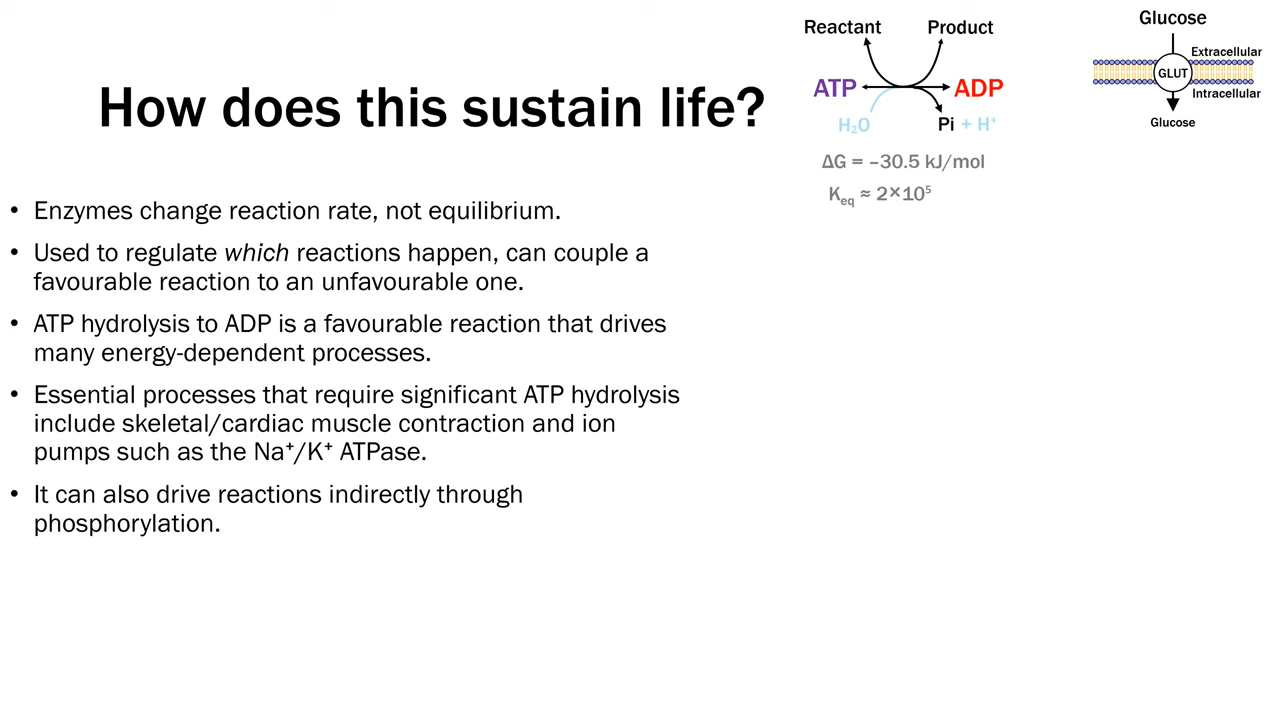 How does this sustain life?
• Enzymes change reaction rate, not equilibrium.
• Used to regulate which reactions happen, can couple a
favourable reaction to an unfavourable one.
• ATP hydrolysis to ADP is a favourable reaction that drives
many energy-dependent processes.
• Essential processes that require significant ATP hydrolysis
include skeletal/cardiac muscle contraction and ion
pumps such as the Na⁺/K⁺ ATPase.
• It can also drive reactions indirectly through
phosphorylation.
Reactant Product
ATP ADP
H₂O Pi + H⁺
ΔG = –30.5 kJ/mol
Keq ≈ 2×10⁵
Glucose
Extracellular
GLUT
Intracellular
Glucose